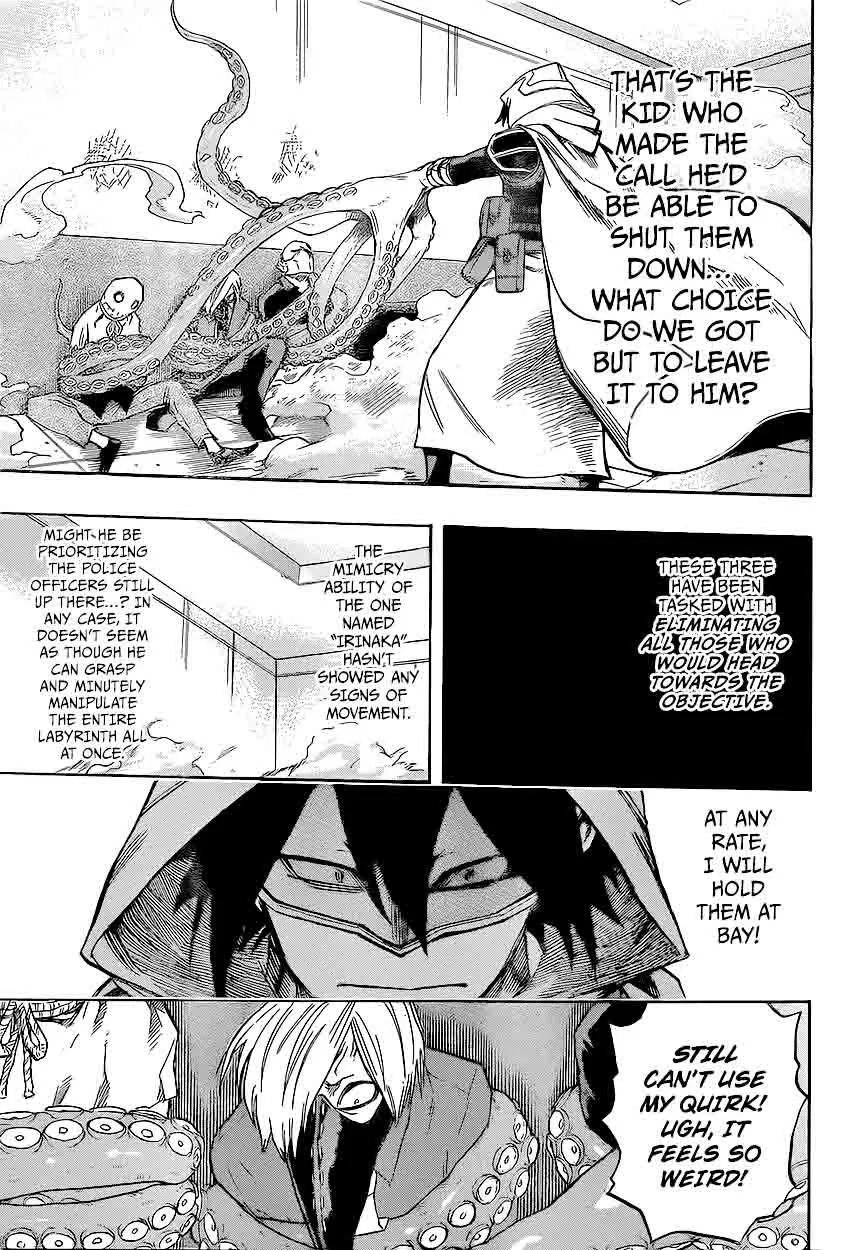 THAT'S THE
KID WHO
MADE THE
CALL HE'D
BE ABLE TO
SHUT THEM
DOWN...
WHAT CHOICE
DO WE GOT
BUT TO LEAVE
IT TO HIM?
THESE THREE
HAVE BEEN
TASKED WITH
ELIMINATING
ALL THOSE WHO
WOULD HEAD
TOWARDS THE
OBJECTIVE.
THE
MIMICRY
ABILITY OF
THE ONE
NAMED
"IRINAKA"
HASN'T
SHOWED ANY
SIGNS OF
MOVEMENT.
MIGHT HE BE
PRIORITIZING
THE POLICE
OFFICERS STILL
UP THERE...? IN
ANY CASE, IT
DOESN'T SEEM
AS THOUGH HE
CAN GRASP
AND MINUTELY
MANIPULATE
THE ENTIRE
LABYRINTH ALL
AT ONCE.
AT ANY
RATE,
I WILL
HOLD
THEM AT
BAY!
STILL
CAN'T USE
MY QUIRK!
UGH, IT
FEELS SO
WEIRD!